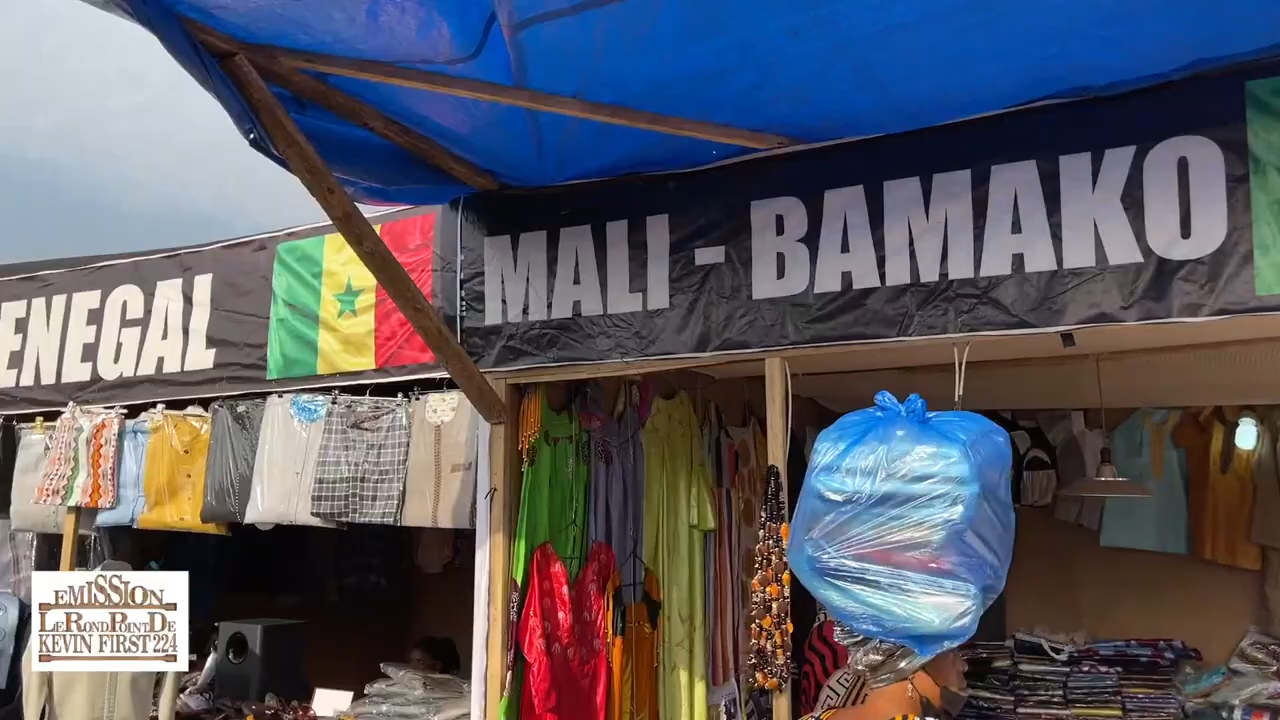 ENEGAL
MALI - BAMAKO
EMISSION
LE ROND POINT DE
KEVIN FIRST 224